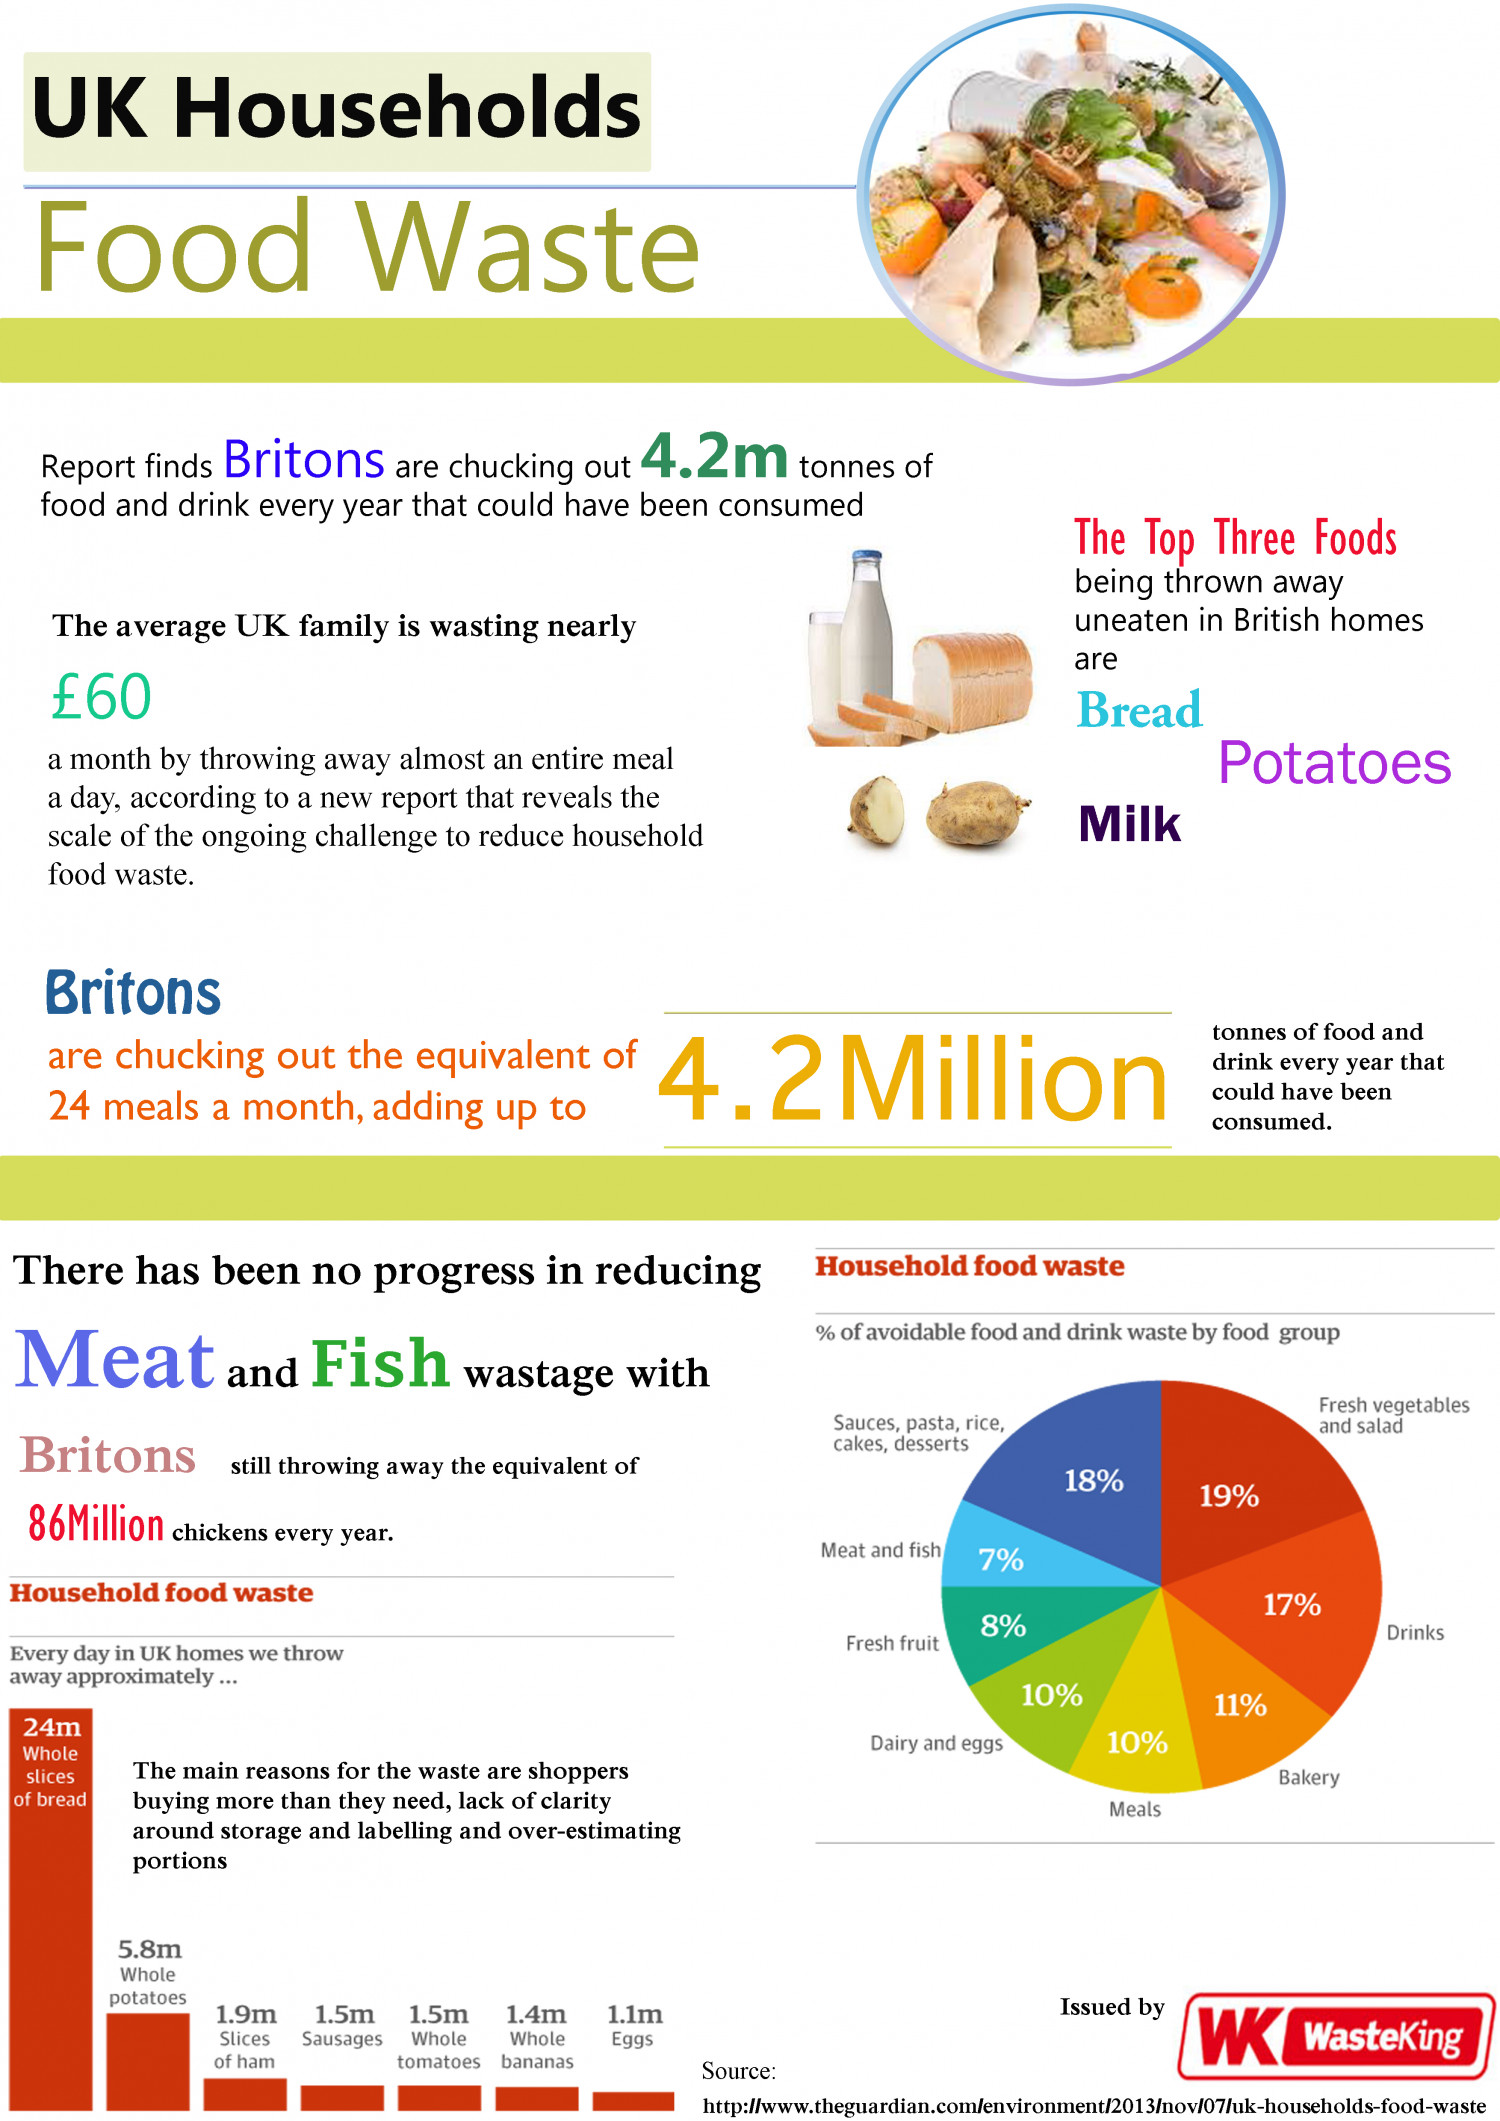 UK Households
Food Waste
Report finds Britons are chucking out 4.2m tonnes of
food and drink every year that could have been consumed
The average UK family is wasting nearly
£60
a month by throwing away almost an entire meal
a day, according to a new report that reveals the
scale of the ongoing challenge to reduce household
food waste.
The Top Three Foods
being thrown away
uneaten in British homes
are
Bread
Potatoes
Milk
Britons
are chucking out the equivalent of
24 meals a month, adding up to
4.2Million
tonnes of food and
drink every year that
could have been
consumed.
There has been no progress in reducing
Meat and Fish wastage with
Britons still throwing away the equivalent of
86Million chickens every year.
Household food waste
Every day in UK homes we throw
away approximately ...
24m
Whole
slices
of bread
The main reasons for the waste are shoppers
buying more than they need, lack of clarity
around storage and labelling and over-estimating
portions
5.8m
Whole
potatoes
1.9m
Slices
of ham
1.5m
Sausages
1.5m
Whole
tomatoes
1.4m
Whole
bananas
1.1m
Eggs
Household food waste
% of avoidable food and drink waste by food group
Fresh vegetables
and salad
19%
17%
Drinks
11%
Bakery
10%
Meals
10%
Dairy and eggs
8%
Fresh fruit
7%
Meat and fish
18%
Sauces, pasta, rice,
cakes, desserts
Issued by
WK WasteKing
Source:
http://www.theguardian.com/environment/2013/nov/07/uk-households-food-waste